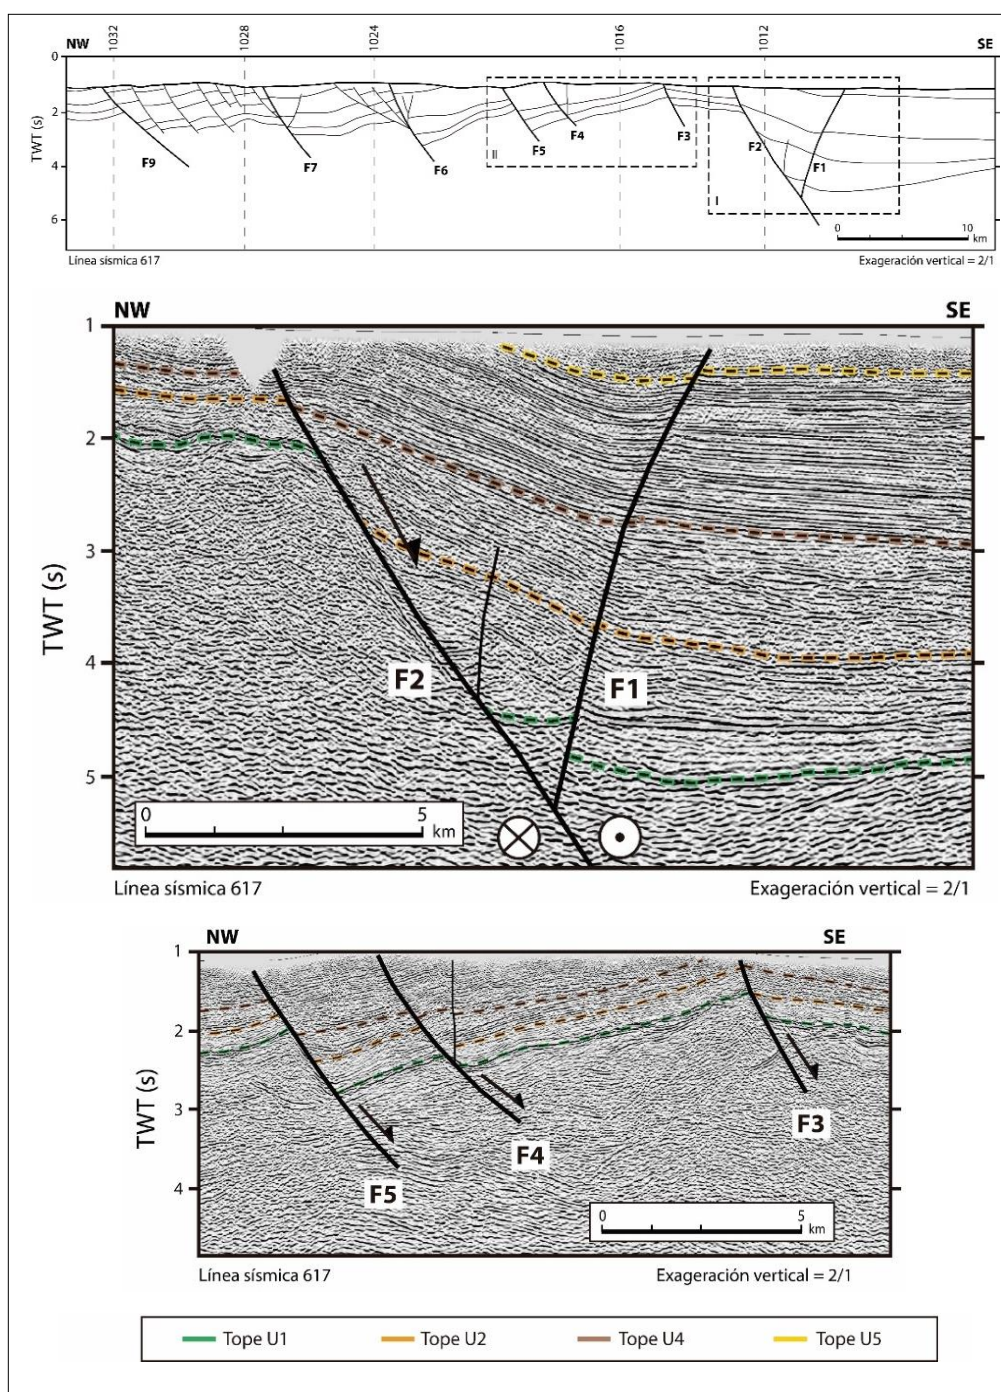 NW 1032 1028 1024 1016 1012 SE
0
2
4
6
TWT (s)
F9 F7 F6 F5 F4 F3 F2 F1
II
I
0 10
km
Línea sísmica 617 Exageración vertical = 2/1
NW SE
1
2
3
4
5
TWT (s)
F2 F1
0 5
km
Línea sísmica 617 Exageración vertical = 2/1
NW SE
1
2
3
4
TWT (s)
F5 F4 F3
0 5
km
Línea sísmica 617 Exageración vertical = 2/1
Tope U1 Tope U2 Tope U4 Tope U5